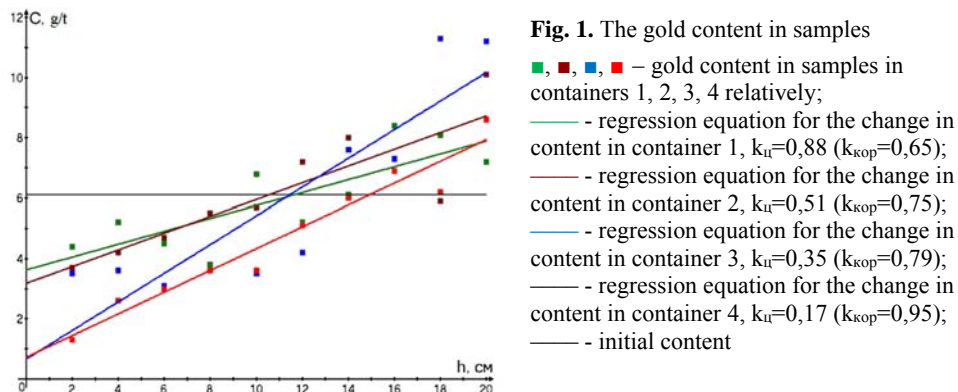 C, g/t
12
10
8
6
4
2
0
2
4
6
8
10
12
14
16
18
20
h, см
Fig. 1. The gold content in samples
■, ■, ■, ■ – gold content in samples in
containers 1, 2, 3, 4 relatively;
—— - regression equation for the change in
content in container 1, kц=0,88 (kкор=0,65);
—— - regression equation for the change in
content in container 2, kц=0,51 (kкор=0,75);
—— - regression equation for the change in
content in container 3, kц=0,35 (kкор=0,79);
—— - regression equation for the change in
content in container 4, kц=0,17 (kкор=0,95);
—— - initial content